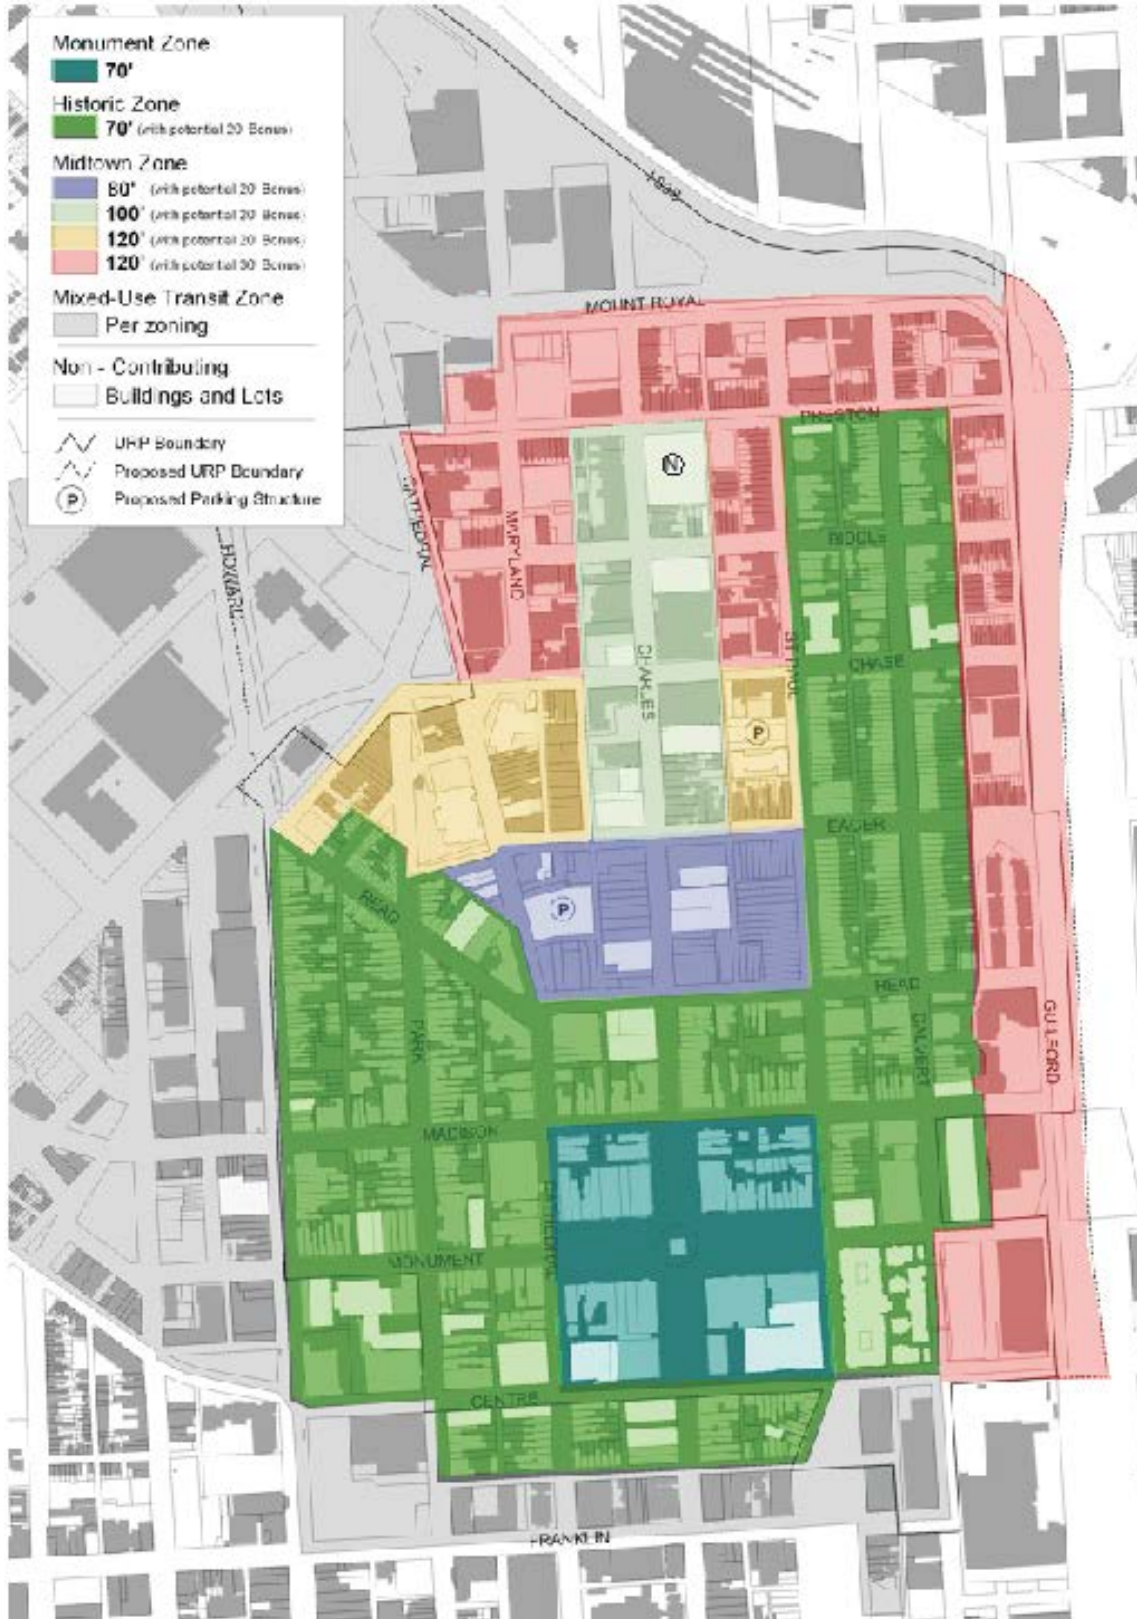 Monument Zone
70'
Historic Zone
70' (with potential 20' Bonus)
Midtown Zone
80' (with potential 20' Bonus)
100' (with potential 20' Bonus)
120' (with potential 20' Bonus)
120' (with potential 30' Bonus)
Mixed-Use Transit Zone
Per zoning
Non - Contributing
Buildings and Lots
URP Boundary
Proposed URP Boundary
P Proposed Parking Structure
MOUNT ROYAL
PRESTON
N
CATHEDRAL
MARYLAND
HOWARD
BIDDLE
CHARLES
ST PAUL
CHASE
P
EAGER
READ
P
READ
PARK
CALVERT
GUILFORD
MADISON
CATHEDRAL
MONUMENT
CENTRE
FRANKLIN